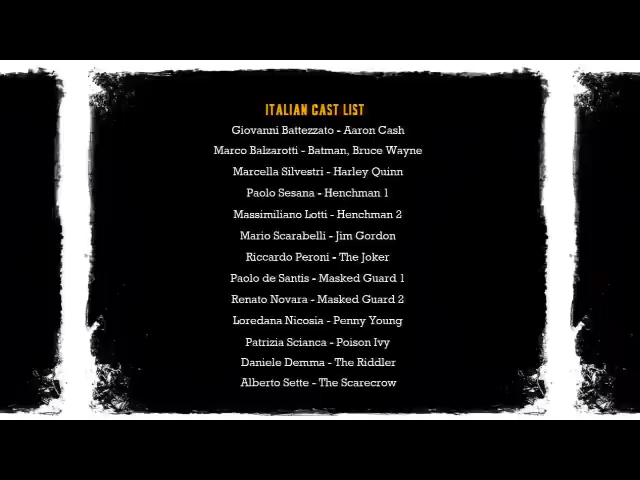 ITALIAN CAST LIST
Giovanni Battezzato - Aaron Cash
Marco Balzarotti - Batman, Bruce Wayne
Marcella Silvestri - Harley Quinn
Paolo Sesana - Henchman 1
Massimiliano Lotti - Henchman 2
Mario Scarabelli - Jim Gordon
Riccardo Peroni - The Joker
Paolo de Santis - Masked Guard 1
Renato Novara - Masked Guard 2
Loredana Nicosia - Penny Young
Patrizia Scianca - Poison Ivy
Daniele Demma - The Riddler
Alberto Sette - The Scarecrow